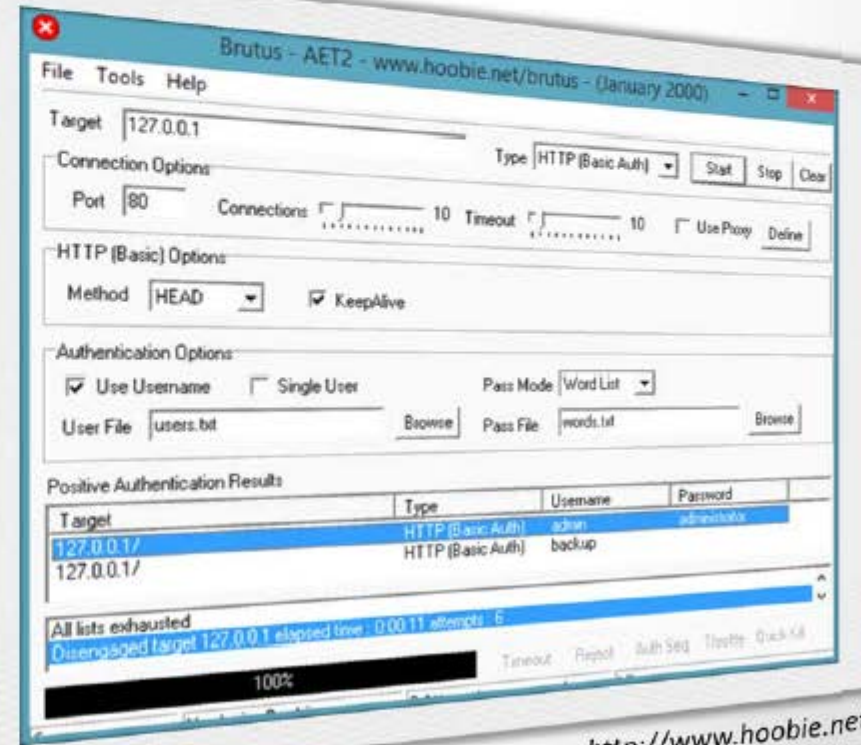 Brutus - AET2 - www.hoobie.net/brutus - (January 2000)
File Tools Help
Target 127.0.0.1 Type HTTP (Basic Auth) Start Stop Clear
Connection Options
Port 80 Connections 10 Timeout 10 Use Proxy Define
HTTP (Basic) Options
Method HEAD KeepAlive
Authentication Options
Use Username Single User Pass Mode Word List
User File users.txt Browse Pass File words.txt Browse
Positive Authentication Results
Target Type Username Password
127.0.0.1/ HTTP (Basic Auth) admin administrator
127.0.0.1/ HTTP (Basic Auth) backup
All lists exhausted
Disengaged target 127.0.0.1 elapsed time : 0:00:11 attempts : 6
100% Timeout Reject Auth Seq Throttle Quick Kill
http://www.hoobie.net